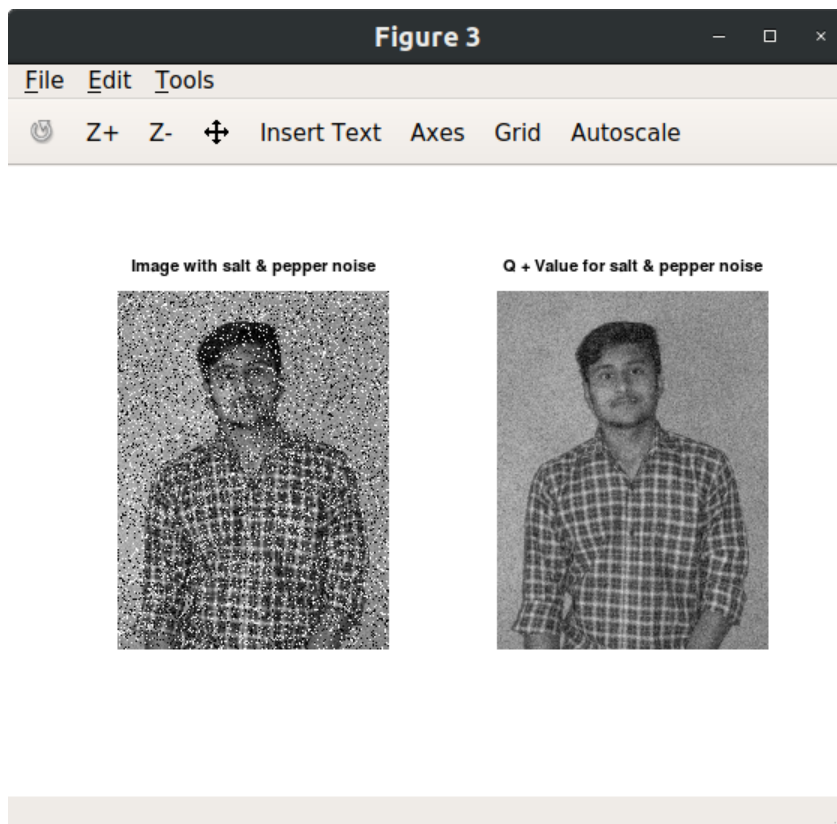 Figure 3
File Edit Tools
Z+ Z- Insert Text Axes Grid Autoscale
Image with salt & pepper noise
Q + Value for salt & pepper noise